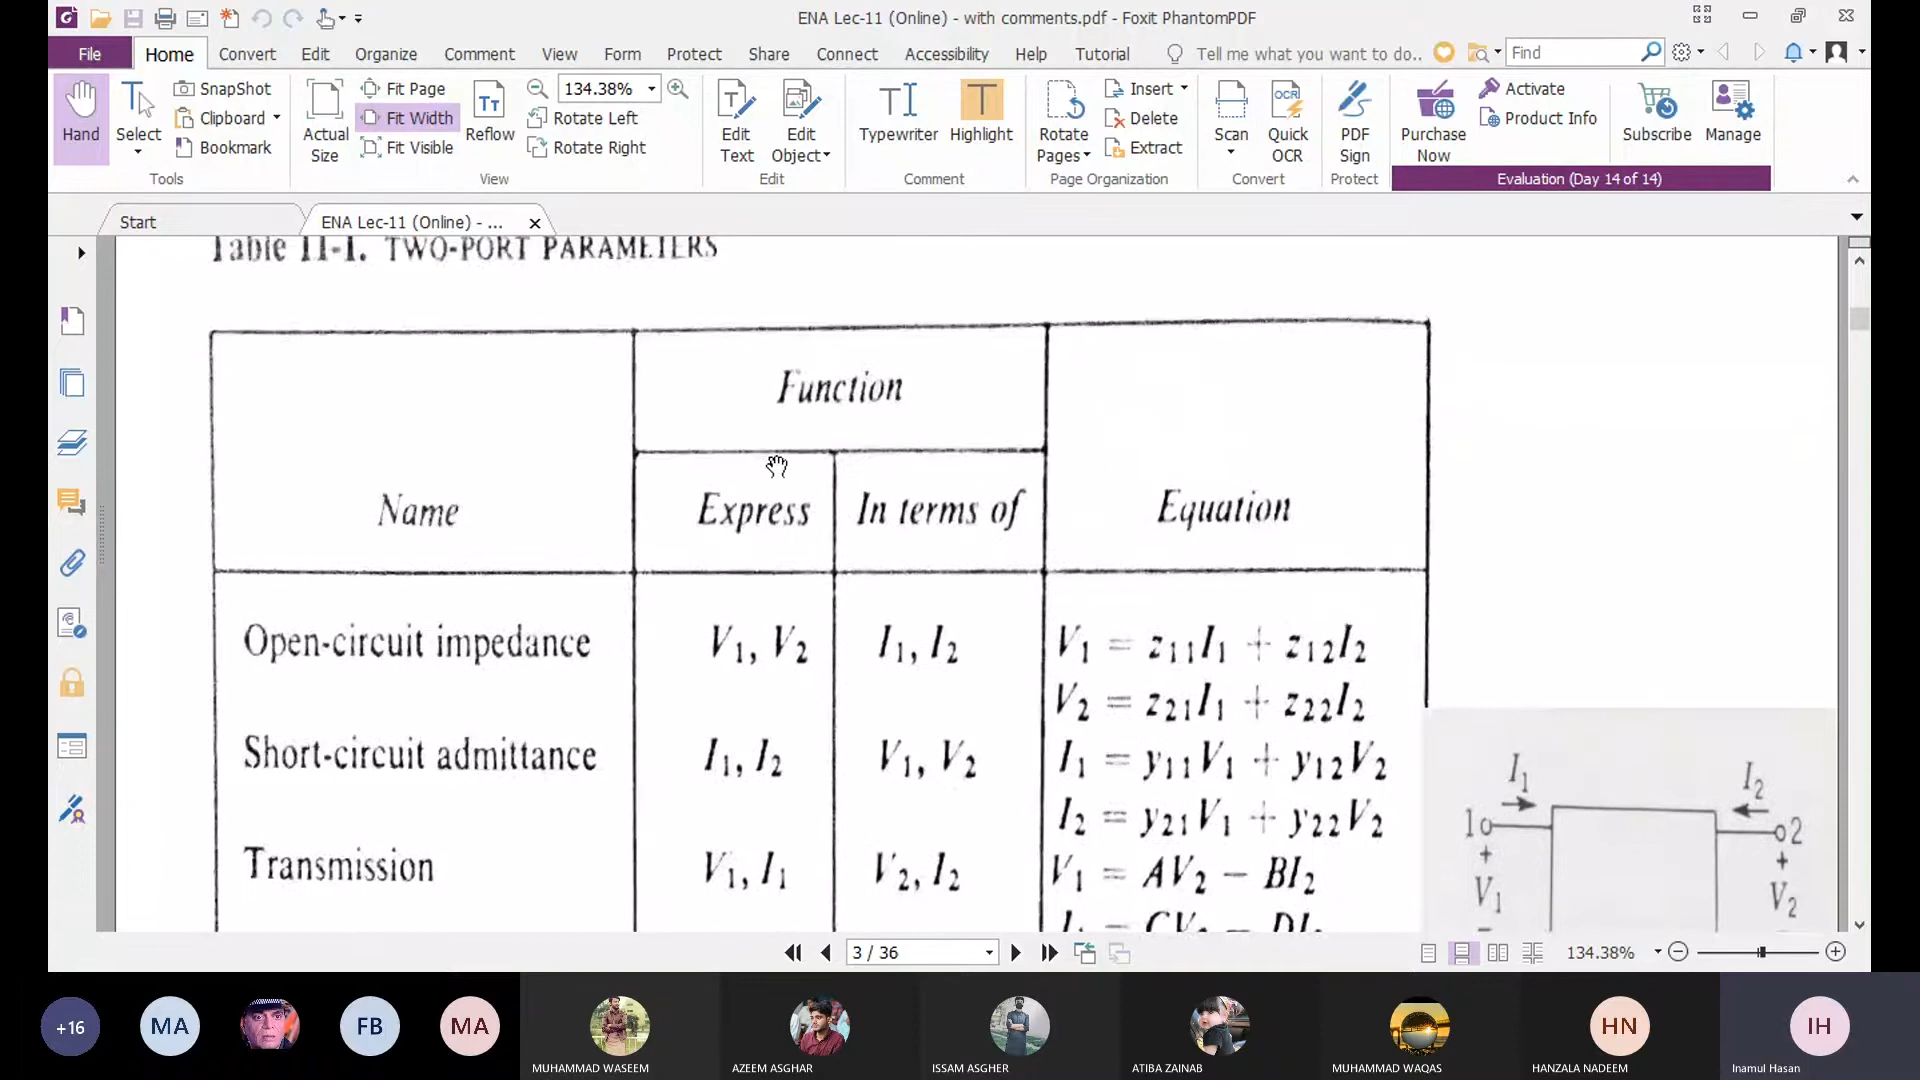 ENA Lec-11 (Online) - with comments.pdf - Foxit PhantomPDF
File Home Convert Edit Organize Comment View Form Protect Share Connect Accessibility Help Tutorial Tell me what you want to do.. Find
Hand
Select
SnapShot
Clipboard
Bookmark
Tools
Actual Size
Fit Page
Fit Width
Fit Visible
Reflow
134.38%
Rotate Left
Rotate Right
View
Edit Text
Edit Object
Edit
Typewriter
Highlight
Comment
Rotate Pages
Insert
Delete
Extract
Page Organization
Scan
Quick OCR
Convert
PDF Sign
Protect
Purchase Now
Activate
Product Info
Subscribe
Manage
Evaluation (Day 14 of 14)
Start
ENA Lec-11 (Online) - ...
Table 11-1. TWO-PORT PARAMETERS
Function
Name Express In terms of Equation
Open-circuit impedance V₁, V₂ I₁, I₂ V₁ = z₁₁I₁ + z₁₂I₂
V₂ = z₂₁I₁ + z₂₂I₂
Short-circuit admittance I₁, I₂ V₁, V₂ I₁ = y₁₁V₁ + y₁₂V₂
I₂ = y₂₁V₁ + y₂₂V₂
Transmission V₁, I₁ V₂, I₂ V₁ = AV₂ − BI₂
I₁ = CV₂ − DI₂
I₁ I₂
1 2
+ +
V₁ V₂
3 / 36
134.38%
+16 MA FB MA HN IH
MUHAMMAD WASEEM AZEEM ASGHAR ISSAM ASGHER ATIBA ZAINAB MUHAMMAD WAQAS HANZALA NADEEM Inamul Hasan